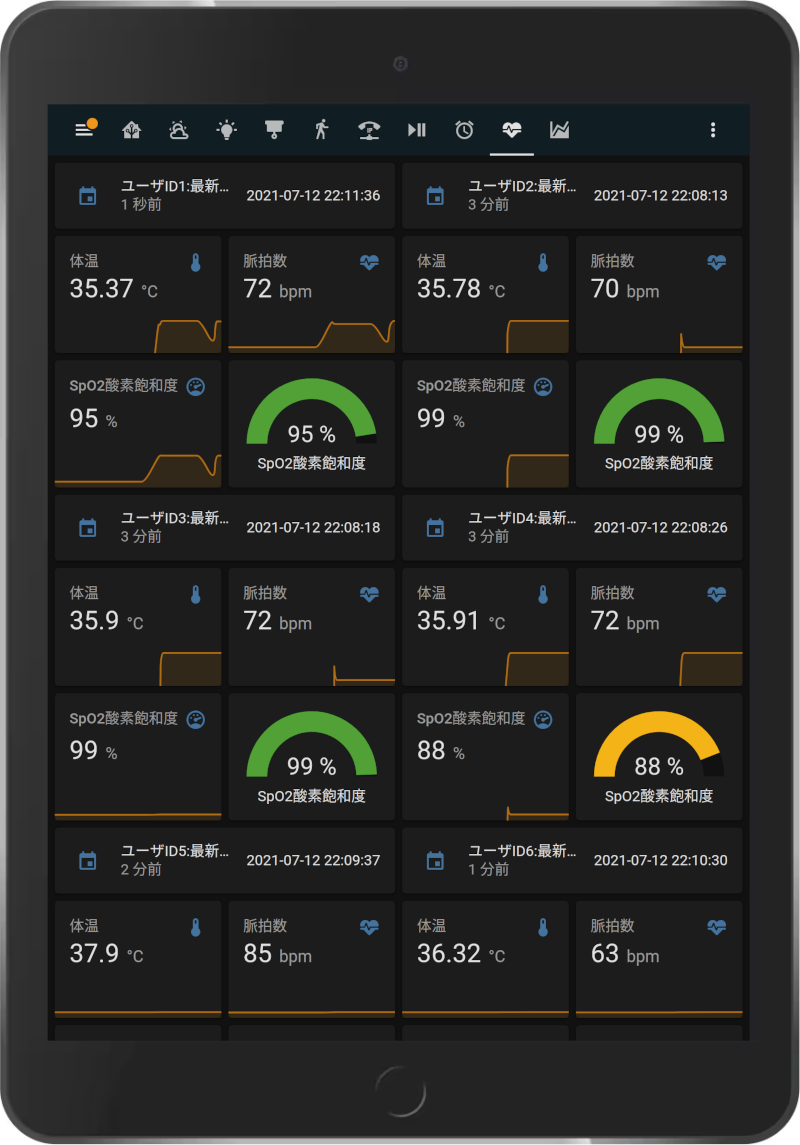 ユーザID1:最新...
1 秒前
2021-07-12 22:11:36
ユーザID2:最新...
3 分前
2021-07-12 22:08:13
体温
35.37 °C
脈拍数
72 bpm
体温
35.78 °C
脈拍数
70 bpm
SpO2酸素飽和度
95 %
95 %
SpO2酸素飽和度
SpO2酸素飽和度
99 %
99 %
SpO2酸素飽和度
ユーザID3:最新...
3 分前
2021-07-12 22:08:18
ユーザID4:最新...
3 分前
2021-07-12 22:08:26
体温
35.9 °C
脈拍数
72 bpm
体温
35.91 °C
脈拍数
72 bpm
SpO2酸素飽和度
99 %
99 %
SpO2酸素飽和度
SpO2酸素飽和度
88 %
88 %
SpO2酸素飽和度
ユーザID5:最新...
2 分前
2021-07-12 22:09:37
ユーザID6:最新...
1 分前
2021-07-12 22:10:30
体温
37.9 °C
脈拍数
85 bpm
体温
36.32 °C
脈拍数
63 bpm